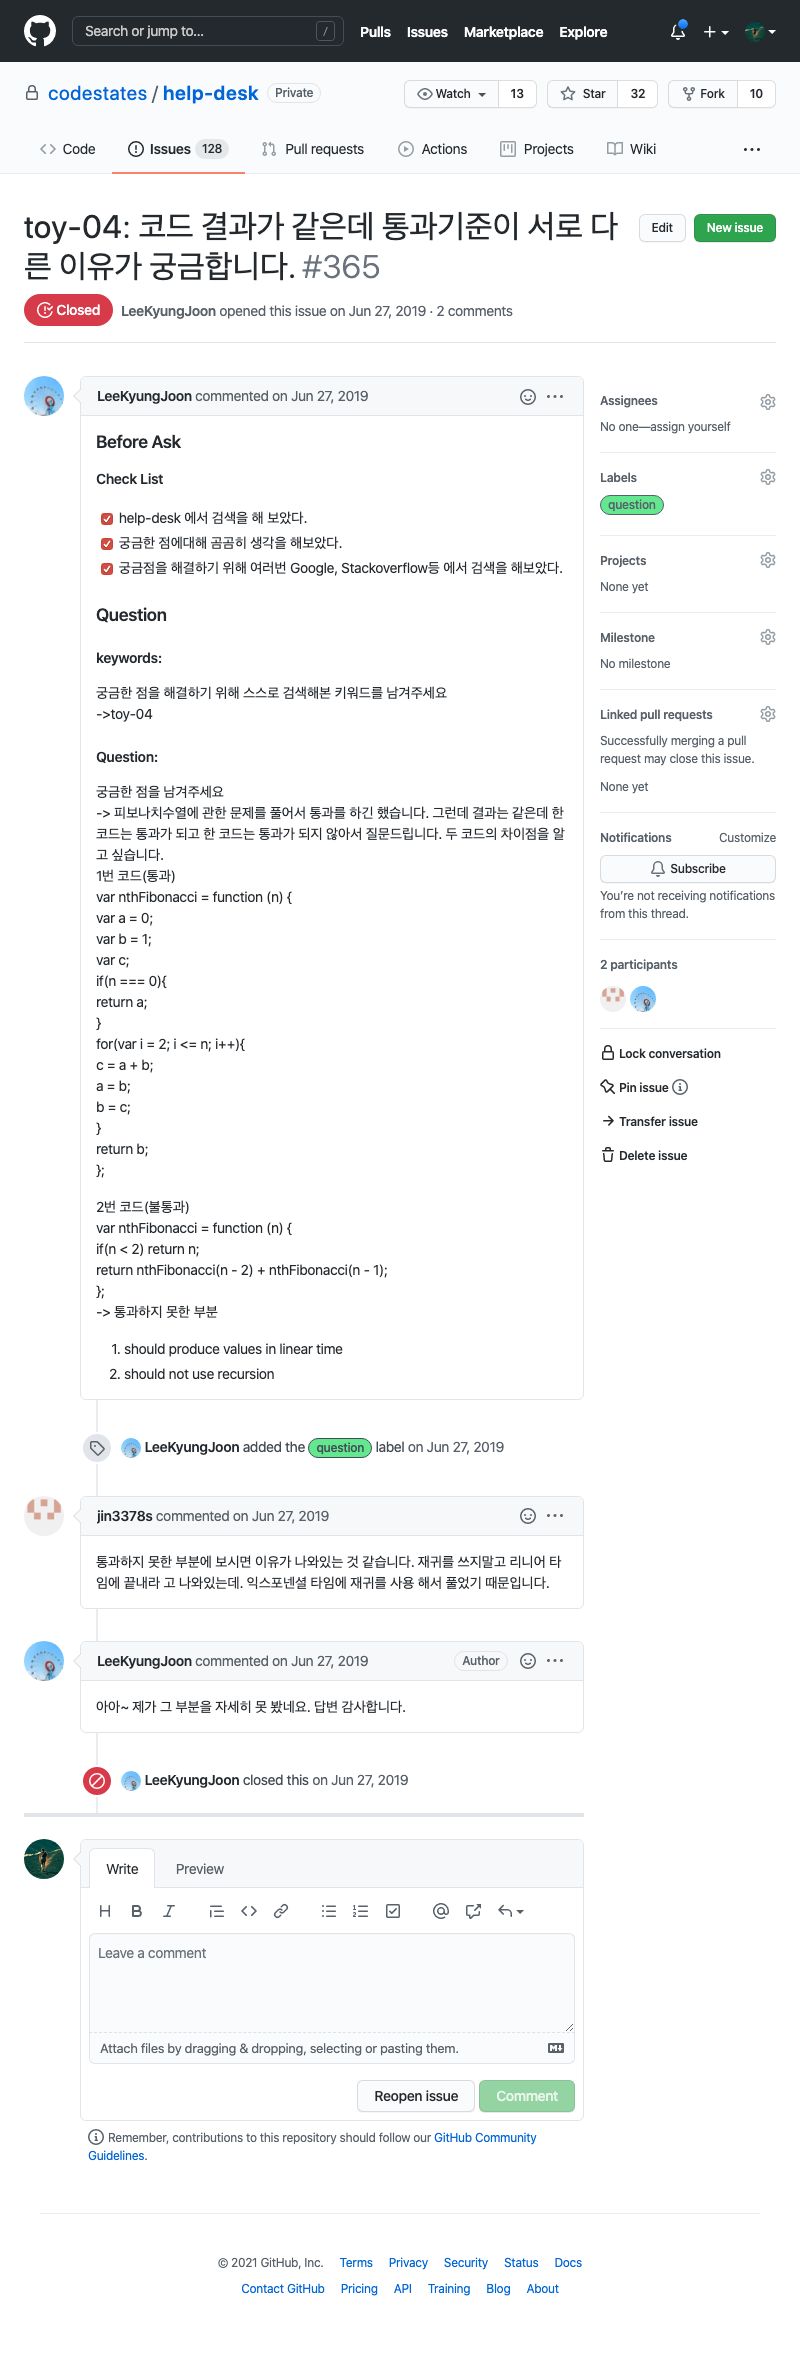 Search or jump to...
/
Pulls
Issues
Marketplace
Explore
codestates / help-desk
Private
Watch
13
Star
32
Fork
10
Code
Issues 128
Pull requests
Actions
Projects
Wiki
toy-04: 코드 결과가 같은데 통과기준이 서로 다
른 이유가 궁금합니다. #365
Edit
New issue
Closed
LeeKyungJoon opened this issue on Jun 27, 2019 · 2 comments
LeeKyungJoon commented on Jun 27, 2019
Before Ask
Check List
help-desk 에서 검색을 해 보았다.
궁금한 점에대해 곰곰히 생각을 해보았다.
궁금점을 해결하기 위해 여러번 Google, Stackoverflow등 에서 검색을 해보았다.
Question
keywords:
궁금한 점을 해결하기 위해 스스로 검색해본 키워드를 남겨주세요
->toy-04
Question:
궁금한 점을 남겨주세요
-> 피보나치수열에 관한 문제를 풀어서 통과를 하긴 했습니다. 그런데 결과는 같은데 한
코드는 통과가 되고 한 코드는 통과가 되지 않아서 질문드립니다. 두 코드의 차이점을 알
고 싶습니다.
1번 코드(통과)
var nthFibonacci = function (n) {
var a = 0;
var b = 1;
var c;
if(n === 0){
return a;
}
for(var i = 2; i <= n; i++){
c = a + b;
a = b;
b = c;
}
return b;
};
2번 코드(불통과)
var nthFibonacci = function (n) {
if(n < 2) return n;
return nthFibonacci(n - 2) + nthFibonacci(n - 1);
};
-> 통과하지 못한 부분
1. should produce values in linear time
2. should not use recursion
Assignees
No one—assign yourself
Labels
question
Projects
None yet
Milestone
No milestone
Linked pull requests
Successfully merging a pull
request may close this issue.
None yet
Notifications
Customize
Subscribe
You're not receiving notifications
from this thread.
2 participants
Lock conversation
Pin issue
Transfer issue
Delete issue
LeeKyungJoon added the question label on Jun 27, 2019
jin3378s commented on Jun 27, 2019
통과하지 못한 부분에 보시면 이유가 나와있는 것 같습니다. 재귀를 쓰지말고 리니어 타
임에 끝내라 고 나와있는데. 익스포넨셜 타임에 재귀를 사용 해서 풀었기 때문입니다.
LeeKyungJoon commented on Jun 27, 2019
Author
아아~ 제가 그 부분을 자세히 못 봤네요. 답변 감사합니다.
LeeKyungJoon closed this on Jun 27, 2019
Write
Preview
Leave a comment
Attach files by dragging & dropping, selecting or pasting them.
Reopen issue
Comment
Remember, contributions to this repository should follow our GitHub Community
Guidelines.
© 2021 GitHub, Inc.
Terms
Privacy
Security
Status
Docs
Contact GitHub
Pricing
API
Training
Blog
About